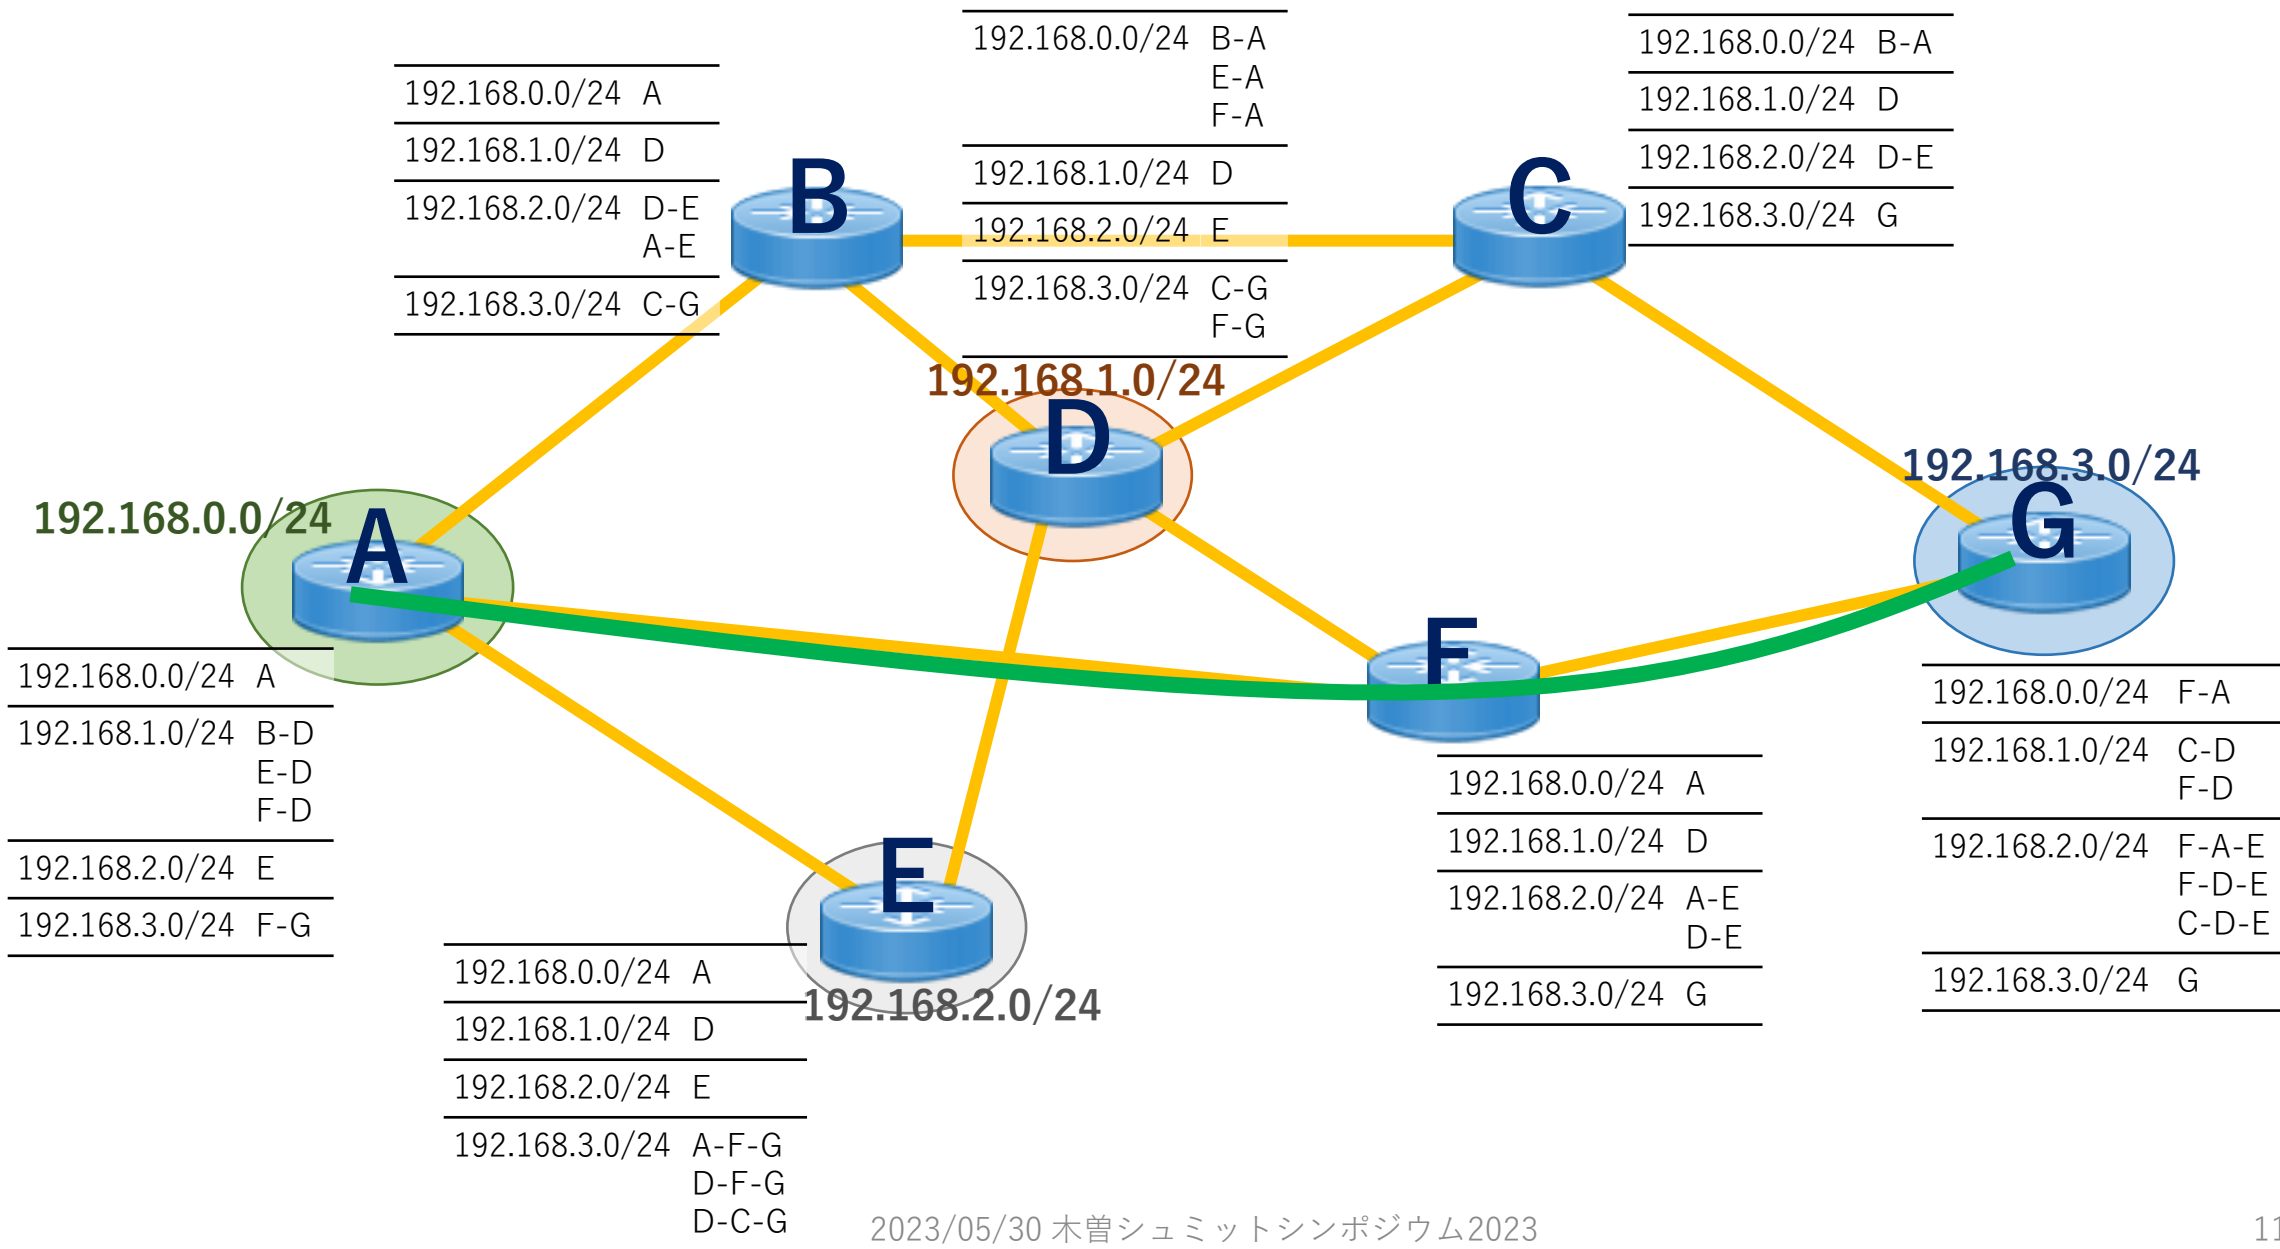 192.168.0.0/24 A
192.168.1.0/24 D
192.168.2.0/24 D-E
A-E
192.168.3.0/24 C-G
B
192.168.0.0/24 B-A
E-A
F-A
192.168.1.0/24 D
192.168.2.0/24 E
192.168.3.0/24 C-G
F-G
C
192.168.0.0/24 B-A
192.168.1.0/24 D
192.168.2.0/24 D-E
192.168.3.0/24 G
192.168.1.0/24
D
192.168.3.0/24
G
192.168.0.0/24
A
192.168.0.0/24 A
192.168.1.0/24 B-D
E-D
F-D
192.168.2.0/24 E
192.168.3.0/24 F-G
F
192.168.0.0/24 A
192.168.1.0/24 D
192.168.2.0/24 A-E
D-E
192.168.3.0/24 G
192.168.0.0/24 F-A
192.168.1.0/24 C-D
F-D
192.168.2.0/24 F-A-E
F-D-E
C-D-E
192.168.3.0/24 G
E
192.168.2.0/24
192.168.0.0/24 A
192.168.1.0/24 D
192.168.2.0/24 E
192.168.3.0/24 A-F-G
D-F-G
D-C-G
2023/05/30 木曽シュミットシンポジウム2023
11